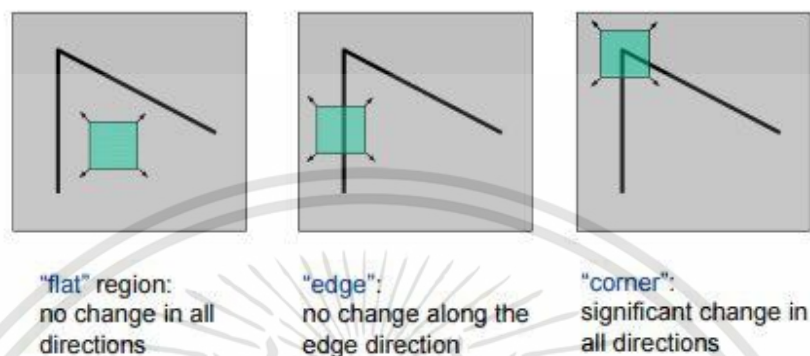 "flat" region:
no change in all
directions
"edge":
no change along the
edge direction
"corner":
significant change in
all directions